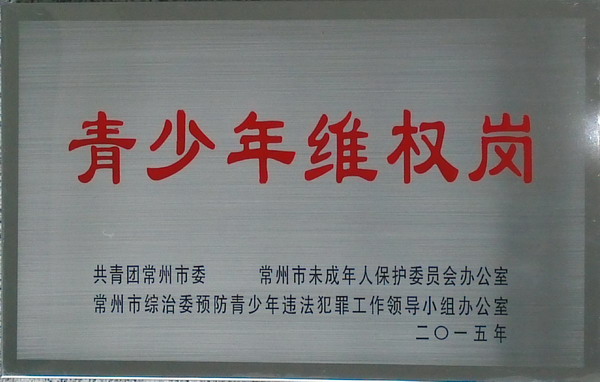 青少年维权岗
共青团常州市委 常州市未成年人保护委员会办公室
常州市综治委预防青少年违法犯罪工作领导小组办公室
二〇一五年